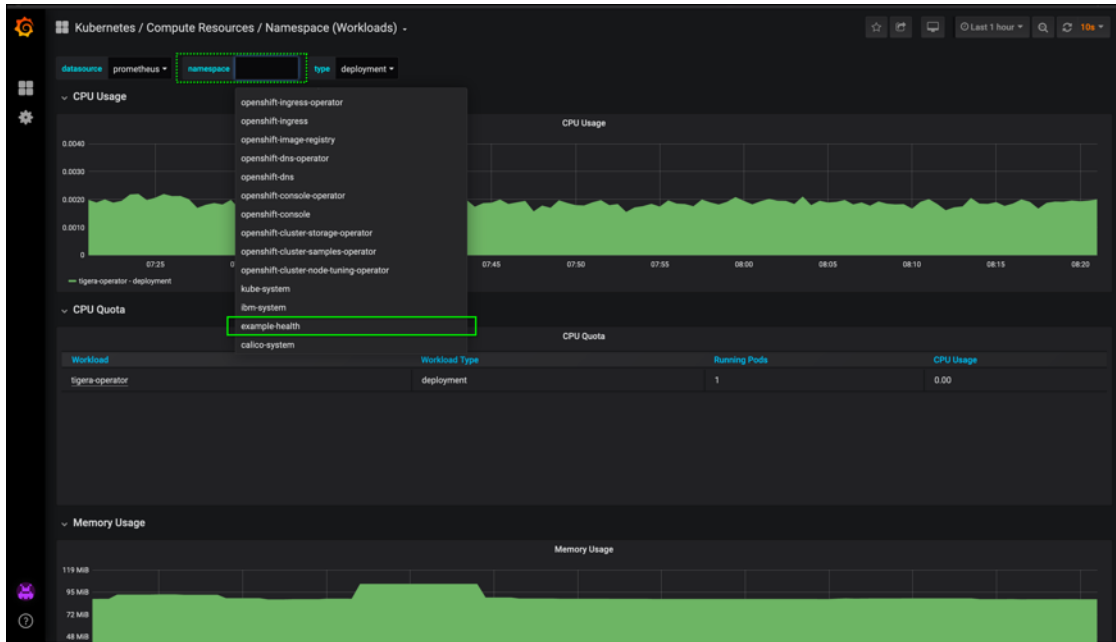 Kubernetes / Compute Resources / Namespace (Workloads)
Last 1 hour
10s
datasource prometheus namespace type deployment
CPU Usage
openshift-ingress-operator
openshift-ingress
openshift-image-registry
openshift-dns-operator
openshift-dns
openshift-console-operator
openshift-console
openshift-cluster-storage-operator
openshift-cluster-samples-operator
openshift-cluster-node-tuning-operator
kube-system
ibm-system
example-health
calico-system
CPU Usage
0.0040
0.0030
0.0020
0.0010
0
07:25 0 07:45 07:50 07:55 08:00 08:05 08:10 08:15 08:20
tigera-operator - deployment
CPU Quota
CPU Quota
Workload Workload Type Running Pods CPU Usage
tigera-operator deployment 1 0.00
Memory Usage
Memory Usage
119 MiB
95 MiB
72 MiB
48 MiB